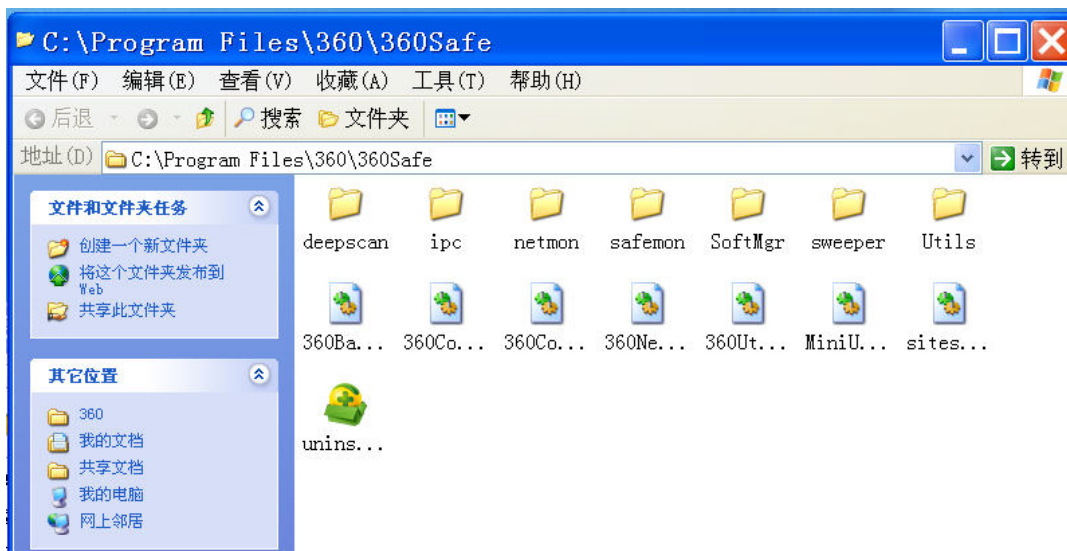 C:\Program Files\360\360Safe
文件(F) 编辑(E) 查看(V) 收藏(A) 工具(T) 帮助(H)
后退 搜索 文件夹
地址(D) C:\Program Files\360\360Safe 转到
文件和文件夹任务
创建一个新文件夹
将这个文件夹发布到
Web
共享此文件夹
其它位置
360
我的文档
共享文档
我的电脑
网上邻居
deepscan ipc netmon safemon SoftMgr sweeper Utils
360Ba... 360Co... 360Co... 360Ne... 360Ut... MiniU... sites...
unins...